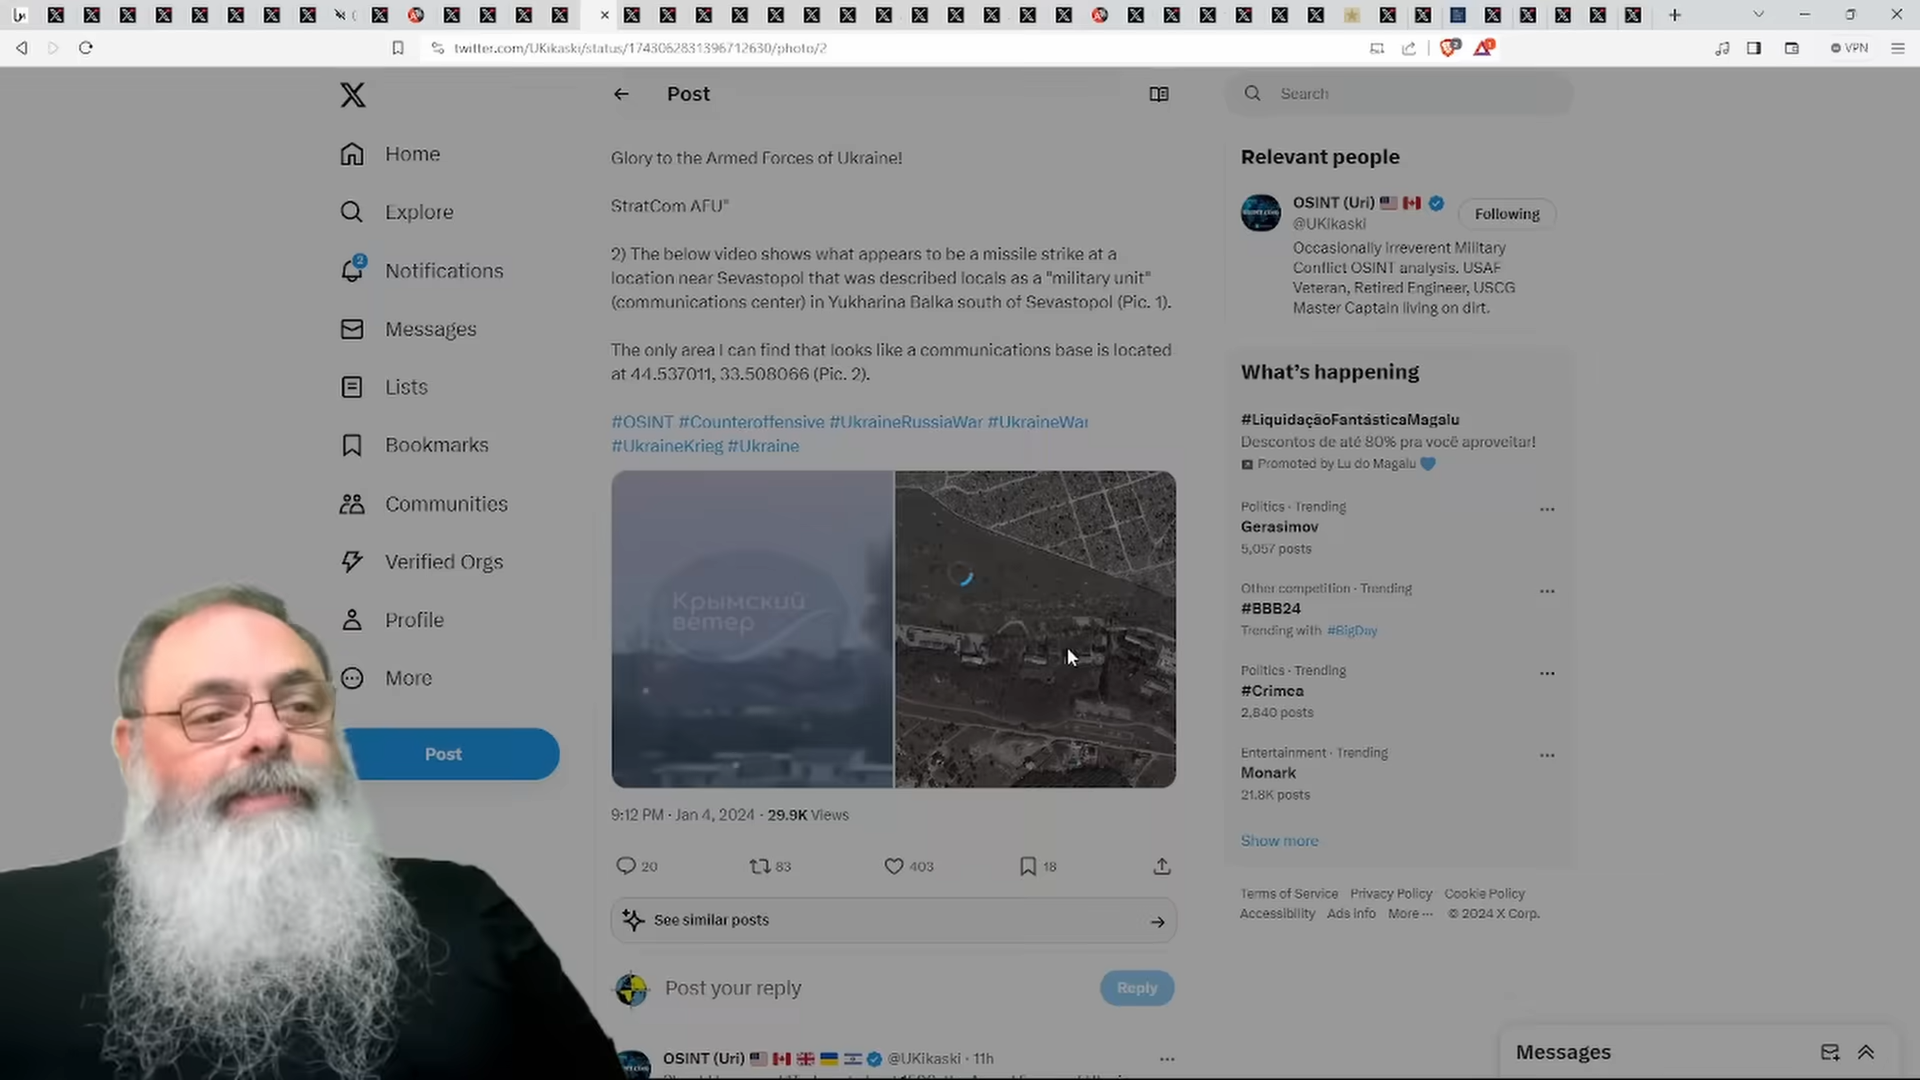 twitter.com/UKikaski/status/1743062831396712630/photo/2
VPN
Post
Search
Home
Explore
2
Notifications
Messages
Lists
Bookmarks
Communities
Verified Orgs
Profile
More
Post
Glory to the Armed Forces of Ukraine!
StratCom AFU"
2) The below video shows what appears to be a missile strike at a
location near Sevastopol that was described locals as a "military unit"
(communications center) in Yukharina Balka south of Sevastopol (Pic. 1).
The only area I can find that looks like a communications base is located
at 44.537011, 33.508066 (Pic. 2).
#OSINT #Counteroffensive #UkraineRussiaWar #UkraineWar
#UkraineKrieg #Ukraine
Крымский
ветер
9:12 PM · Jan 4, 2024 · 29.9K Views
20 83 403 18
See similar posts
Post your reply
Reply
OSINT (Uri) @UKikaski · 11h
Relevant people
OSINT (Uri)
@UKikaski
Following
Occasionally Irreverent Military
Conflict OSINT analysis. USAF
Veteran, Retired Engineer, USCG
Master Captain living on dirt.
What's happening
#LiquidaçãoFantásticaMagalu
Descontos de até 80% pra você aproveitar!
Promoted by Lu do Magalu
Politics · Trending
Gerasimov
5,057 posts
Other competition · Trending
#BBB24
Trending with #BigDay
Politics · Trending
#Crimea
2,840 posts
Entertainment · Trending
Monark
21.8K posts
Show more
Terms of Service Privacy Policy Cookie Policy
Accessibility Ads info More ··· © 2024 X Corp.
Messages